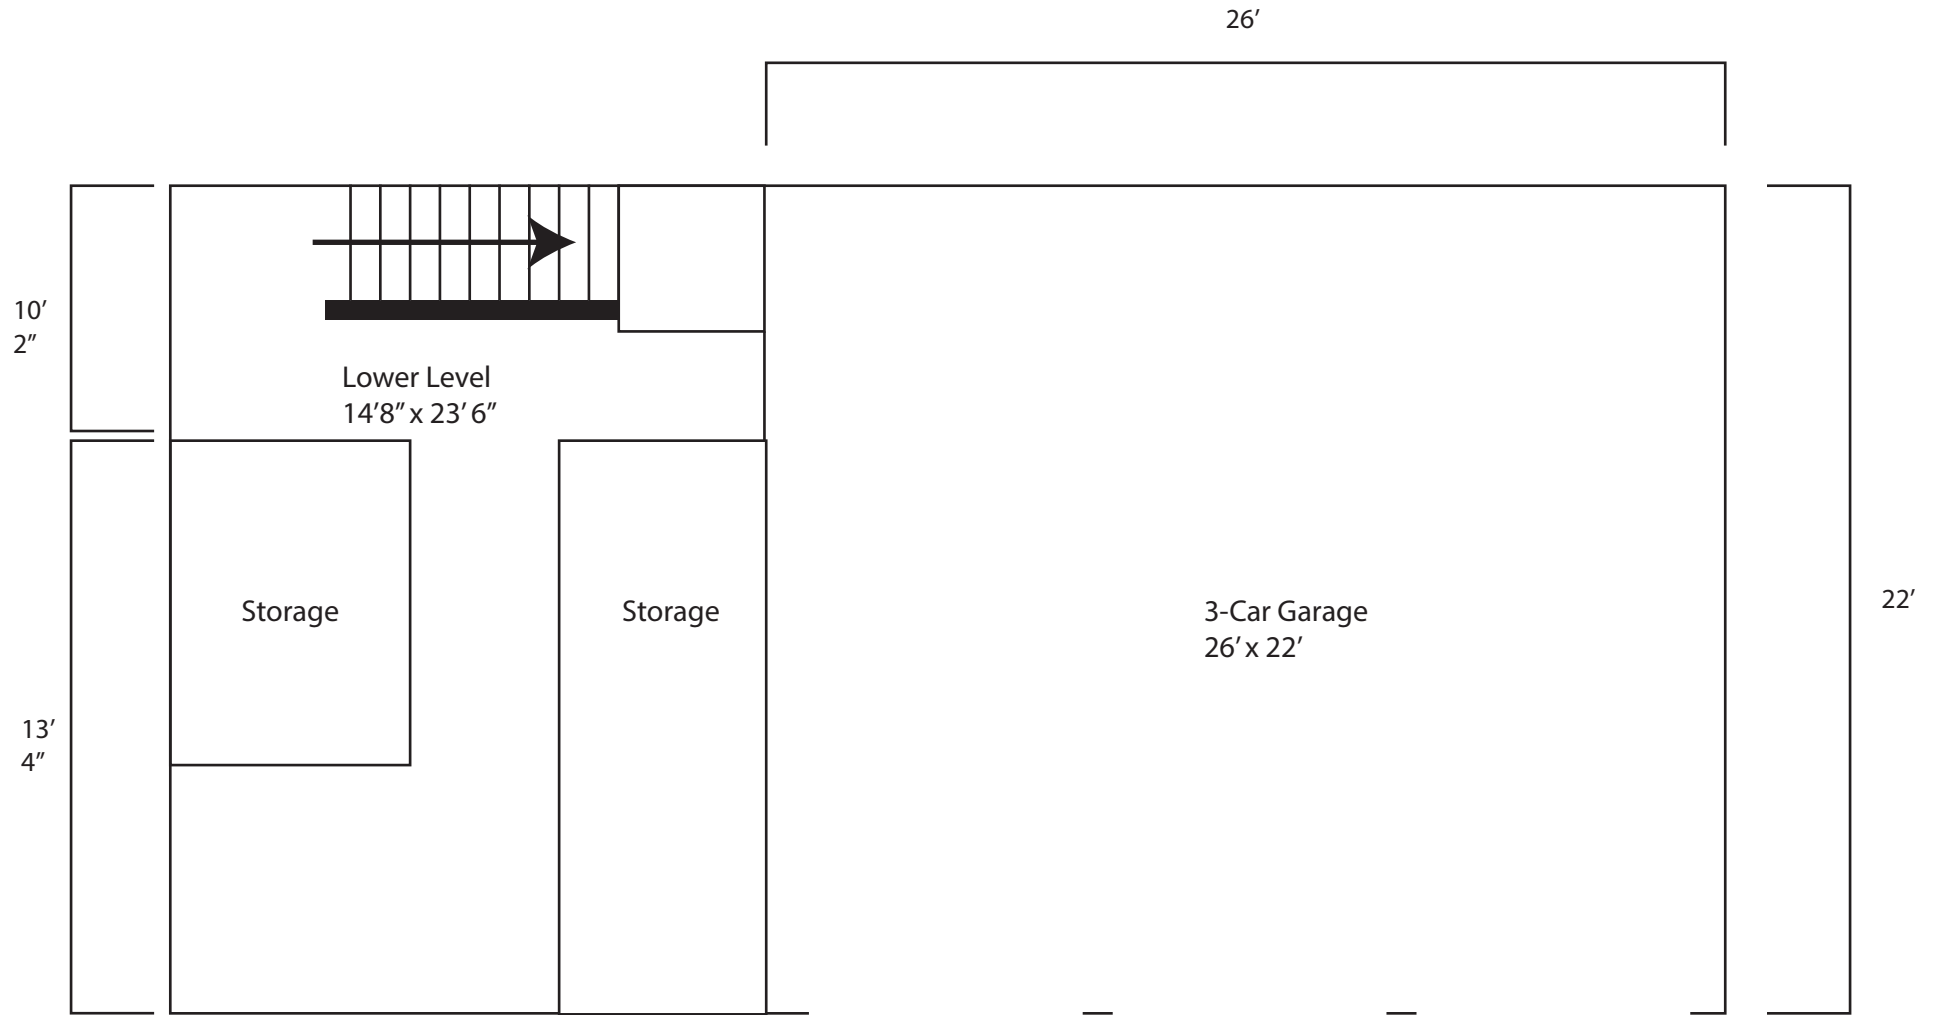 26’
10’
2”
Lower Level
14’8” x 23’ 6”
Storage
Storage
3-Car Garage
26’ x 22’
22’
13’
4”